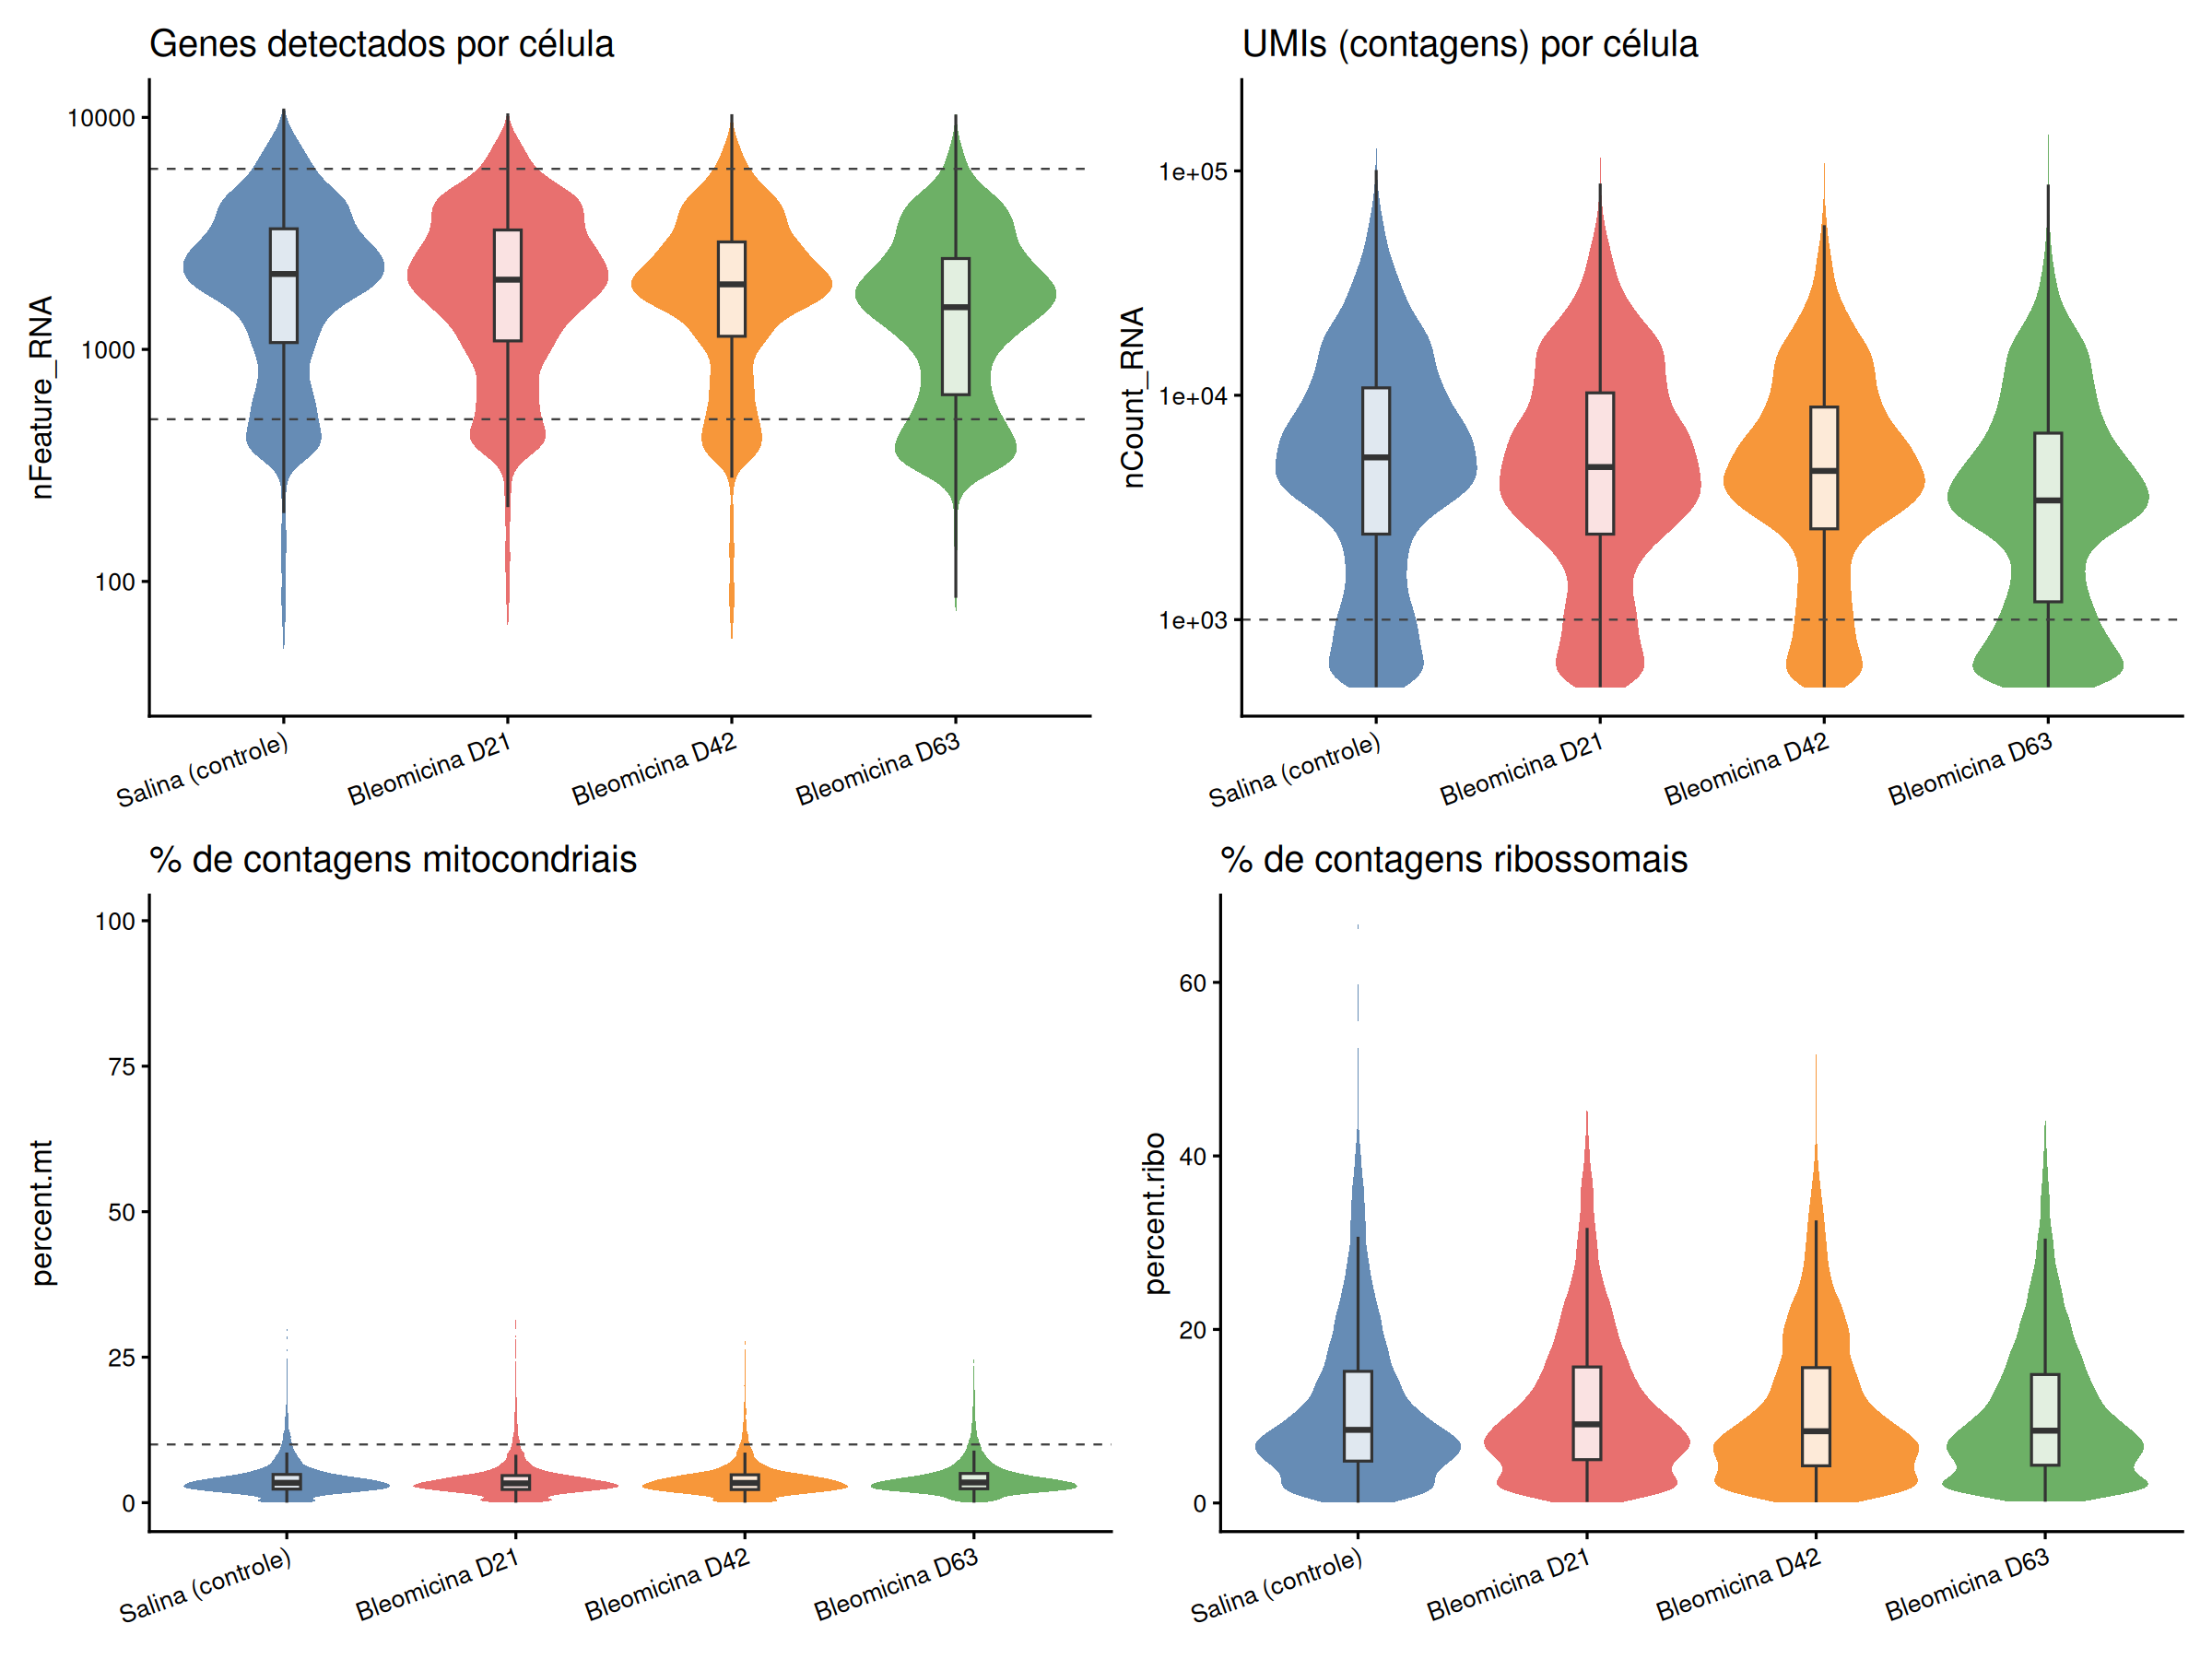 Genes detectados por célula
nFeature_RNA
10000
1000
100
Salina (controle)
Bleomicina D21
Bleomicina D42
Bleomicina D63
UMIs (contagens) por célula
nCount_RNA
1e+05
1e+04
1e+03
Salina (controle)
Bleomicina D21
Bleomicina D42
Bleomicina D63
% de contagens mitocondriais
percent.mt
100
75
50
25
0
Salina (controle)
Bleomicina D21
Bleomicina D42
Bleomicina D63
% de contagens ribossomais
percent.ribo
60
40
20
0
Salina (controle)
Bleomicina D21
Bleomicina D42
Bleomicina D63